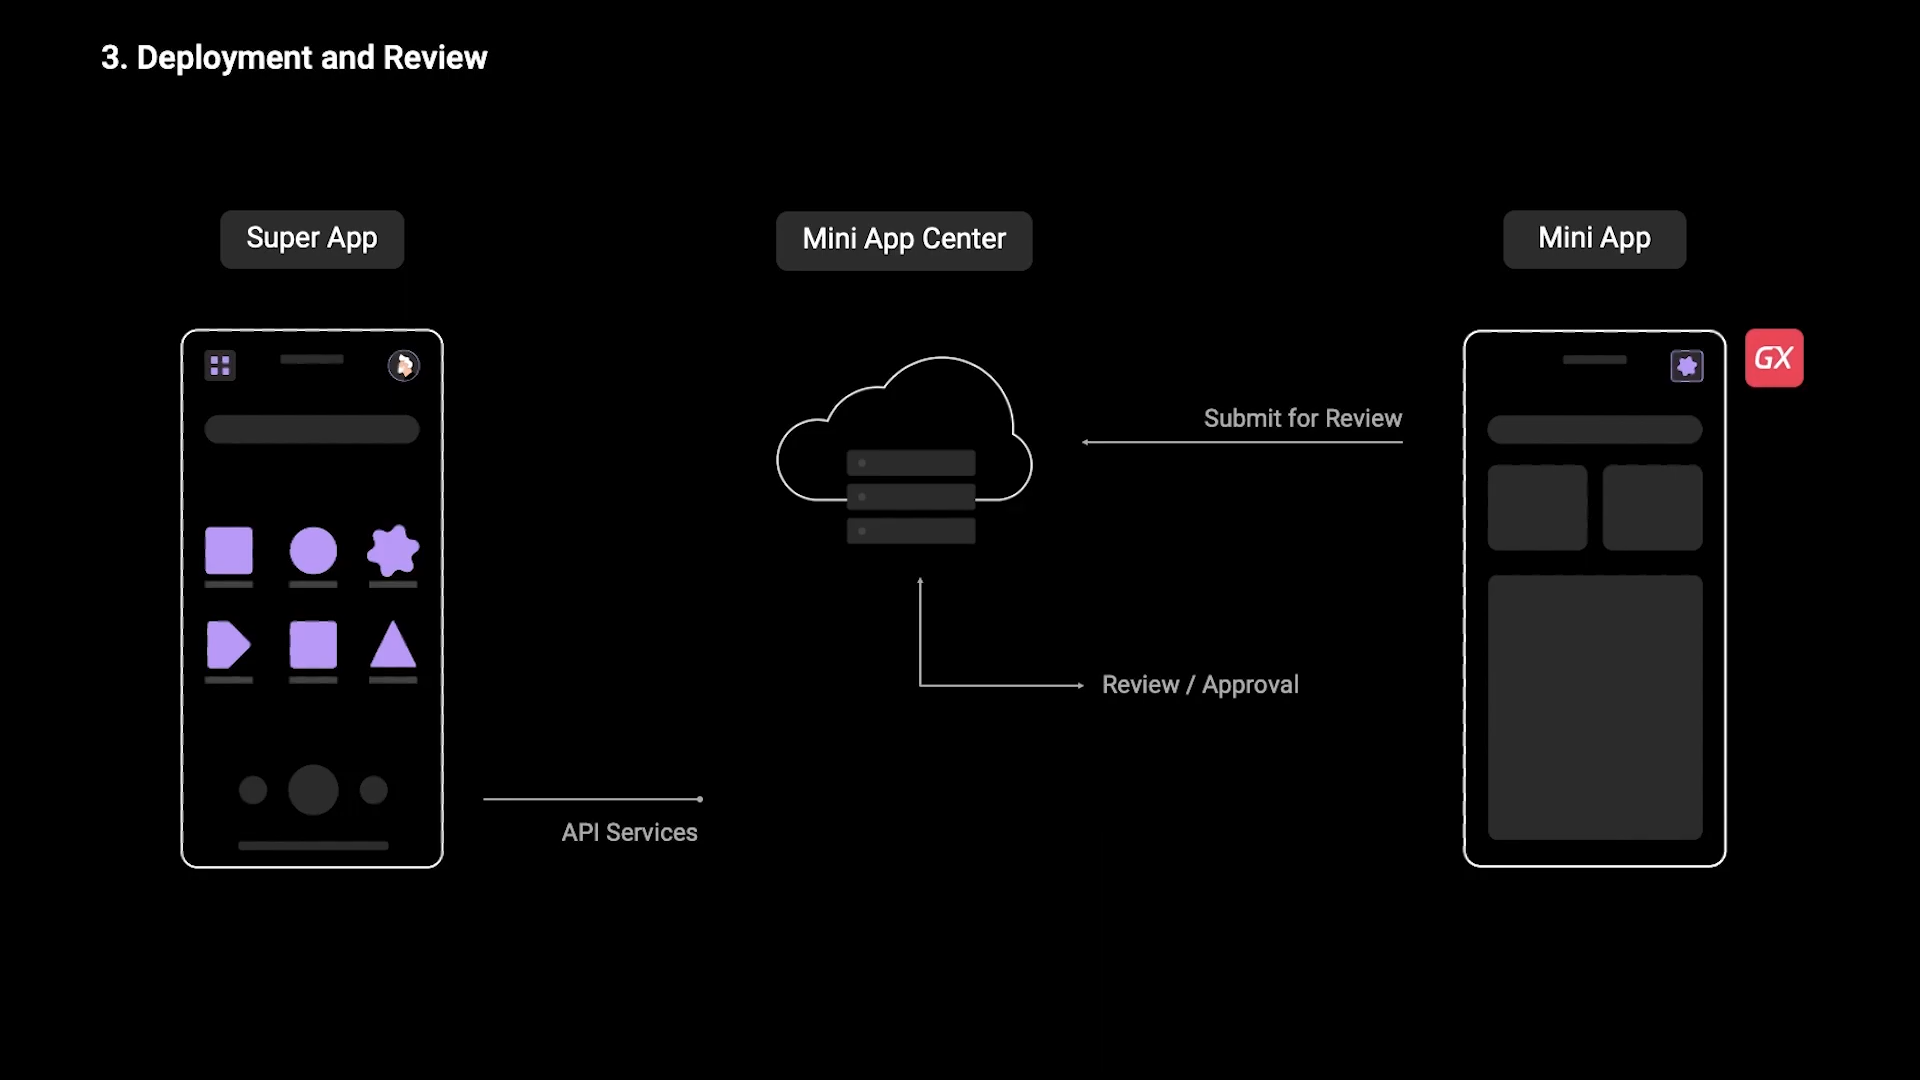 3. Deployment and Review
Super App
Mini App Center
Mini App
GX
Submit for Review
Review / Approval
API Services